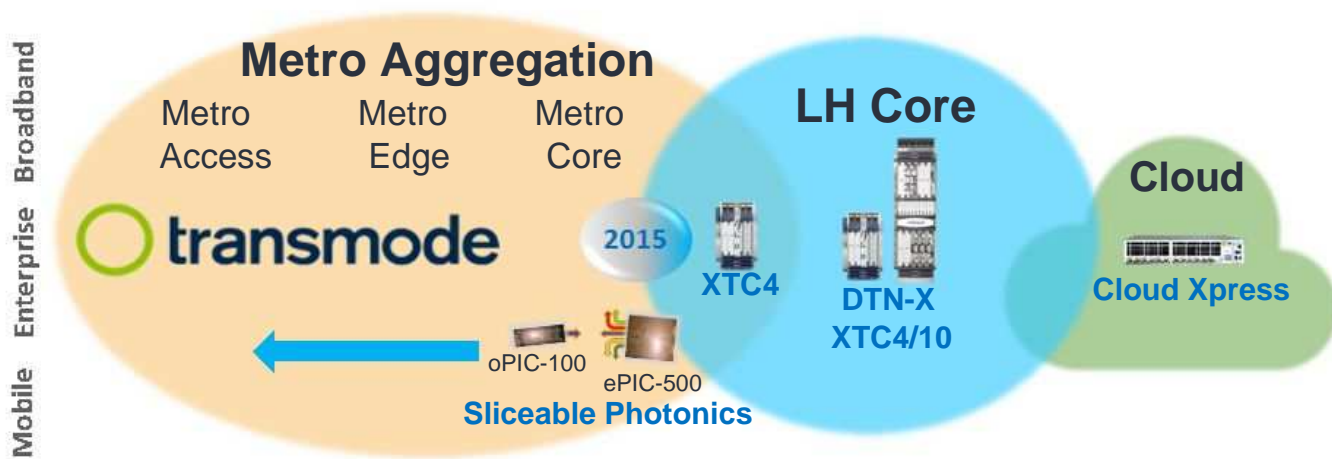 Broadband
Enterprise
Mobile
Metro Aggregation
Metro Metro Metro
Access Edge Core
transmode
2015
oPIC-100
ePIC-500
Sliceable Photonics
LH Core
XTC4
DTN-X
XTC4/10
Cloud
Cloud Xpress